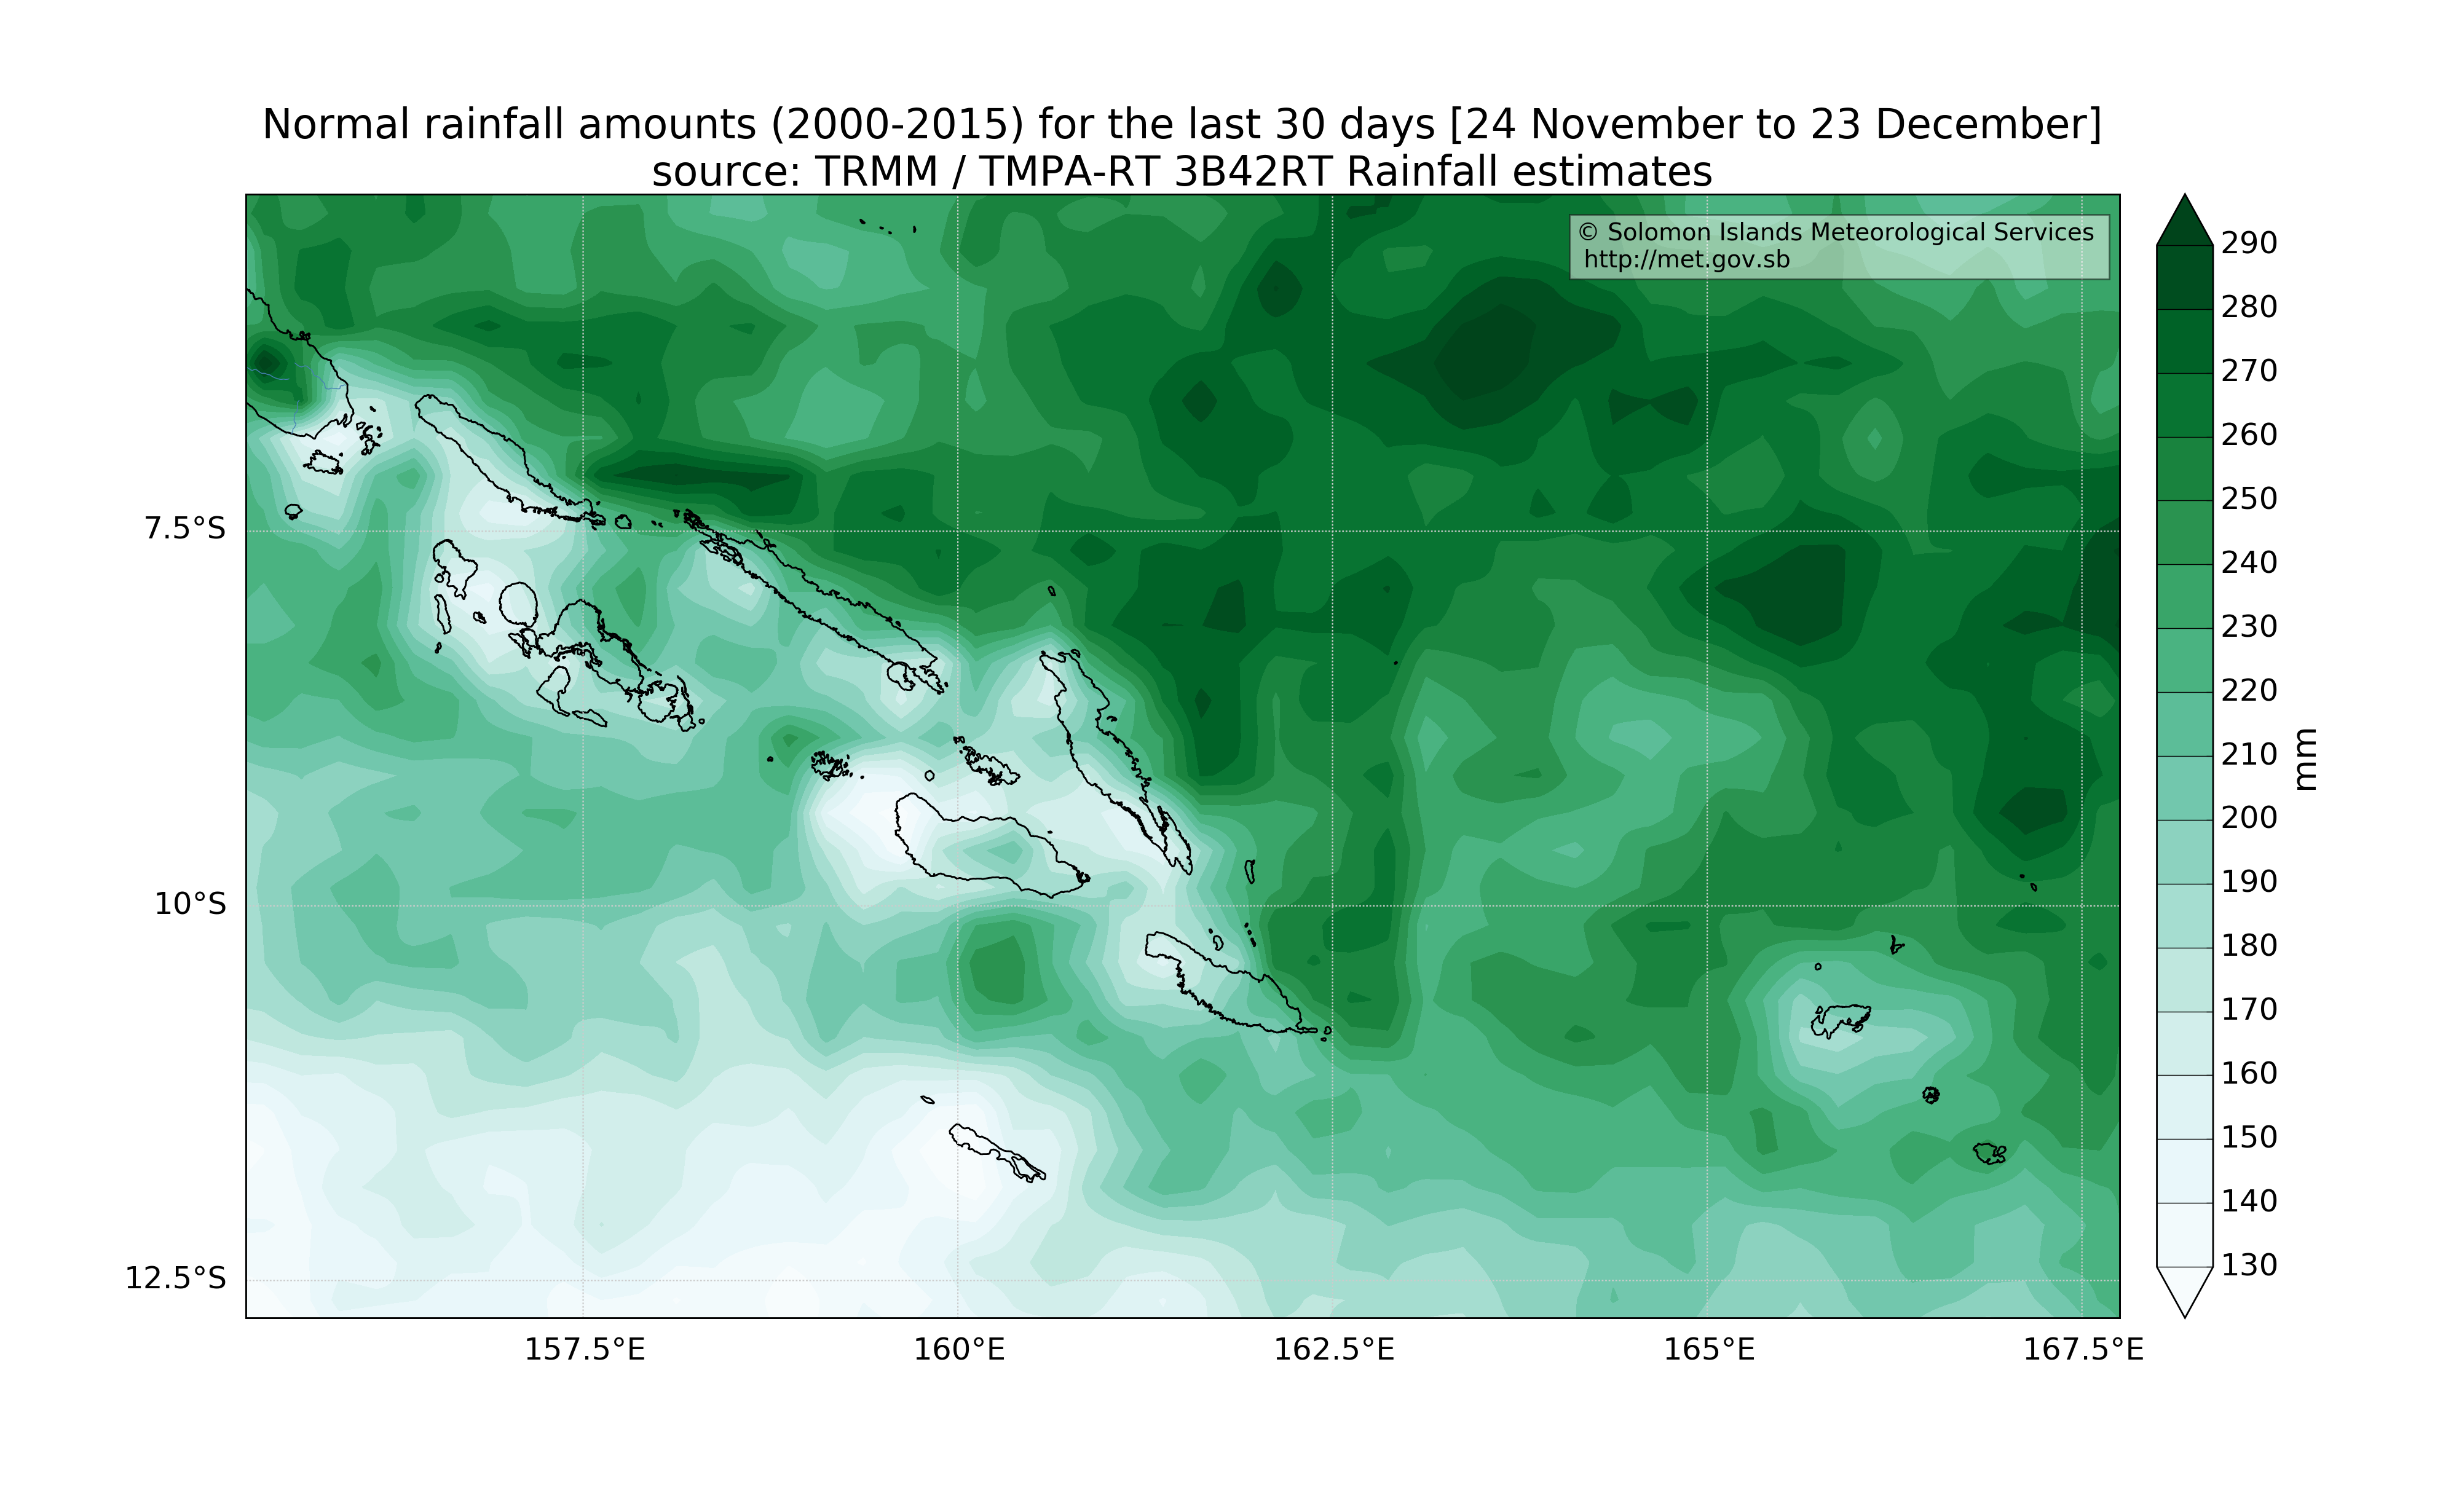 Normal rainfall amounts (2000-2015) for the last 30 days [24 November to 23 December]
source: TRMM / TMPA-RT 3B42RT Rainfall estimates
© Solomon Islands Meteorological Services
http://met.gov.sb
290
280
270
260
250
240
230
220
210
200
190
180
170
160
150
140
130
mm
7.5°S
10°S
12.5°S
157.5°E
160°E
162.5°E
165°E
167.5°E